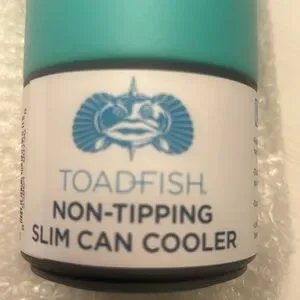 TOADFISH
NON-TIPPING
SLIM CAN COOLER